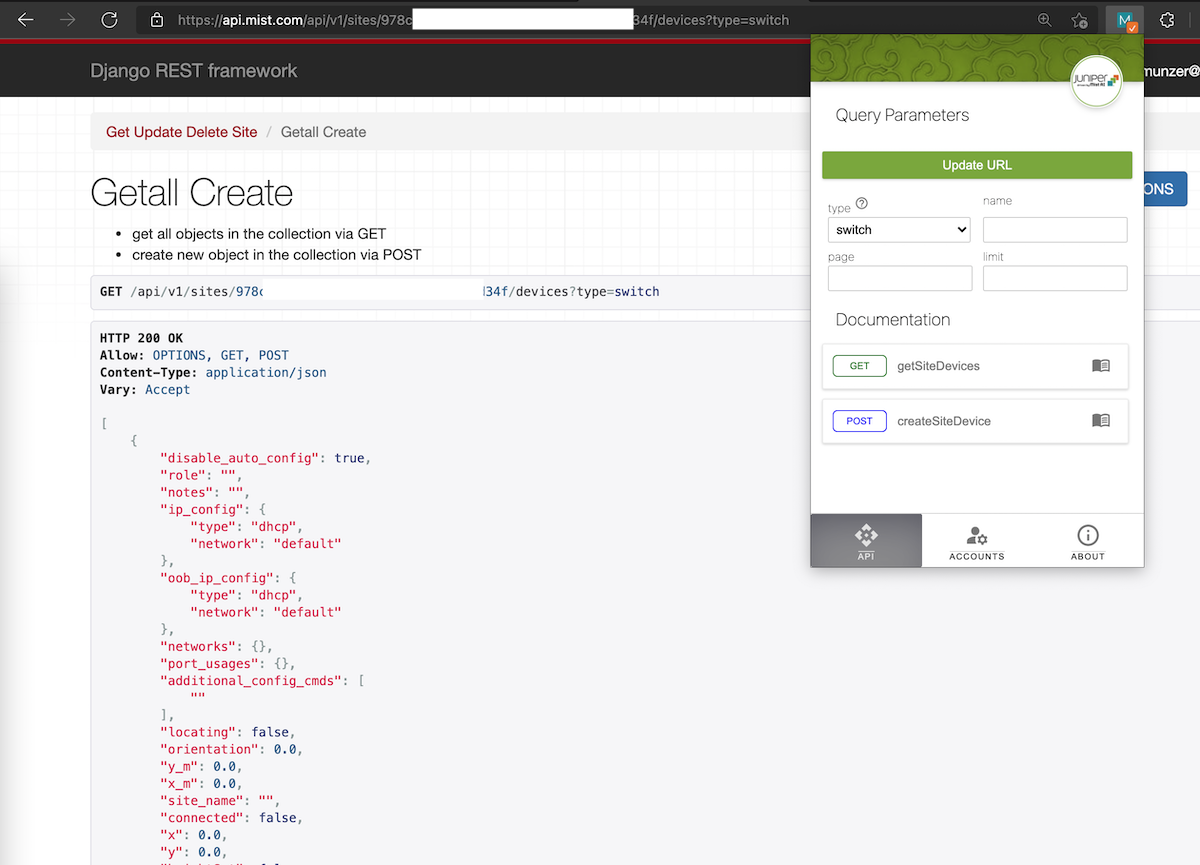 https://api.mist.com/api/v1/sites/978c 34f/devices?type=switch
M
Django REST framework
munzer@
Get Update Delete Site / Getall Create
Getall Create
ONS
• get all objects in the collection via GET
• create new object in the collection via POST
GET /api/v1/sites/978c d34f/devices?type=switch
HTTP 200 OK
Allow: OPTIONS, GET, POST
Content-Type: application/json
Vary: Accept
[
{
"disable_auto_config": true,
"role": "",
"notes": "",
"ip_config": {
"type": "dhcp",
"network": "default"
},
"oob_ip_config": {
"type": "dhcp",
"network": "default"
},
"networks": {},
"port_usages": {},
"additional_config_cmds": [
""
],
"locating": false,
"orientation": 0.0,
"y_m": 0.0,
"x_m": 0.0,
"site_name": "",
"connected": false,
"x": 0.0,
"y": 0.0,
juniper
Query Parameters
Update URL
type ?
name
switch
page
limit
Documentation
GET getSiteDevices
POST createSiteDevice
API
ACCOUNTS
ABOUT